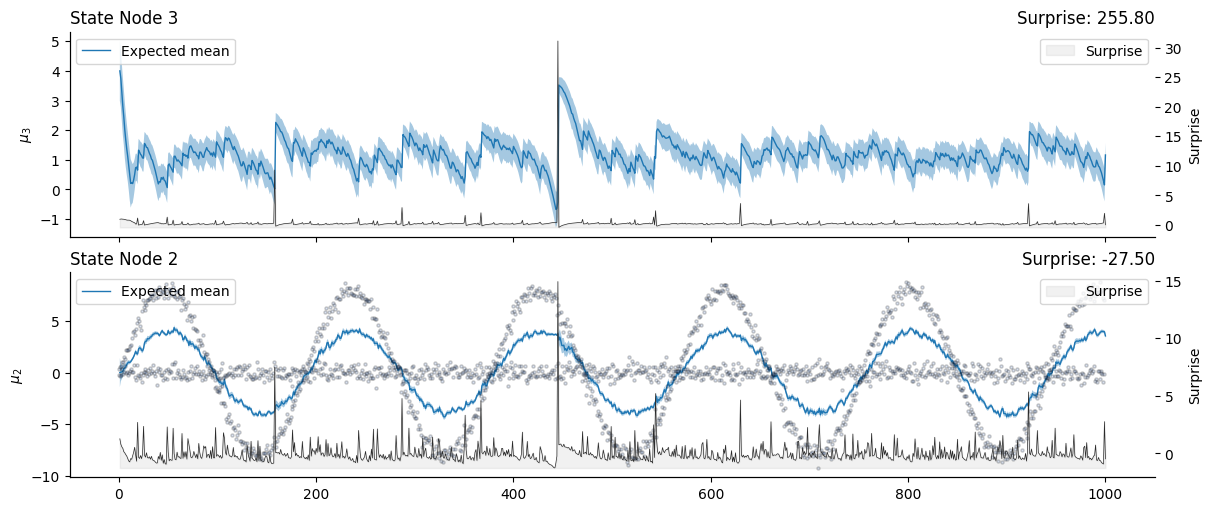 State Node 3
Surprise: 255.80
Expected mean
Surprise
5
4
3
2
1
0
−1
μ3
30
25
20
15
10
5
0
Surprise
State Node 2
Surprise: -27.50
Expected mean
Surprise
5
0
−5
−10
μ2
15
10
5
0
Surprise
0
200
400
600
800
1000